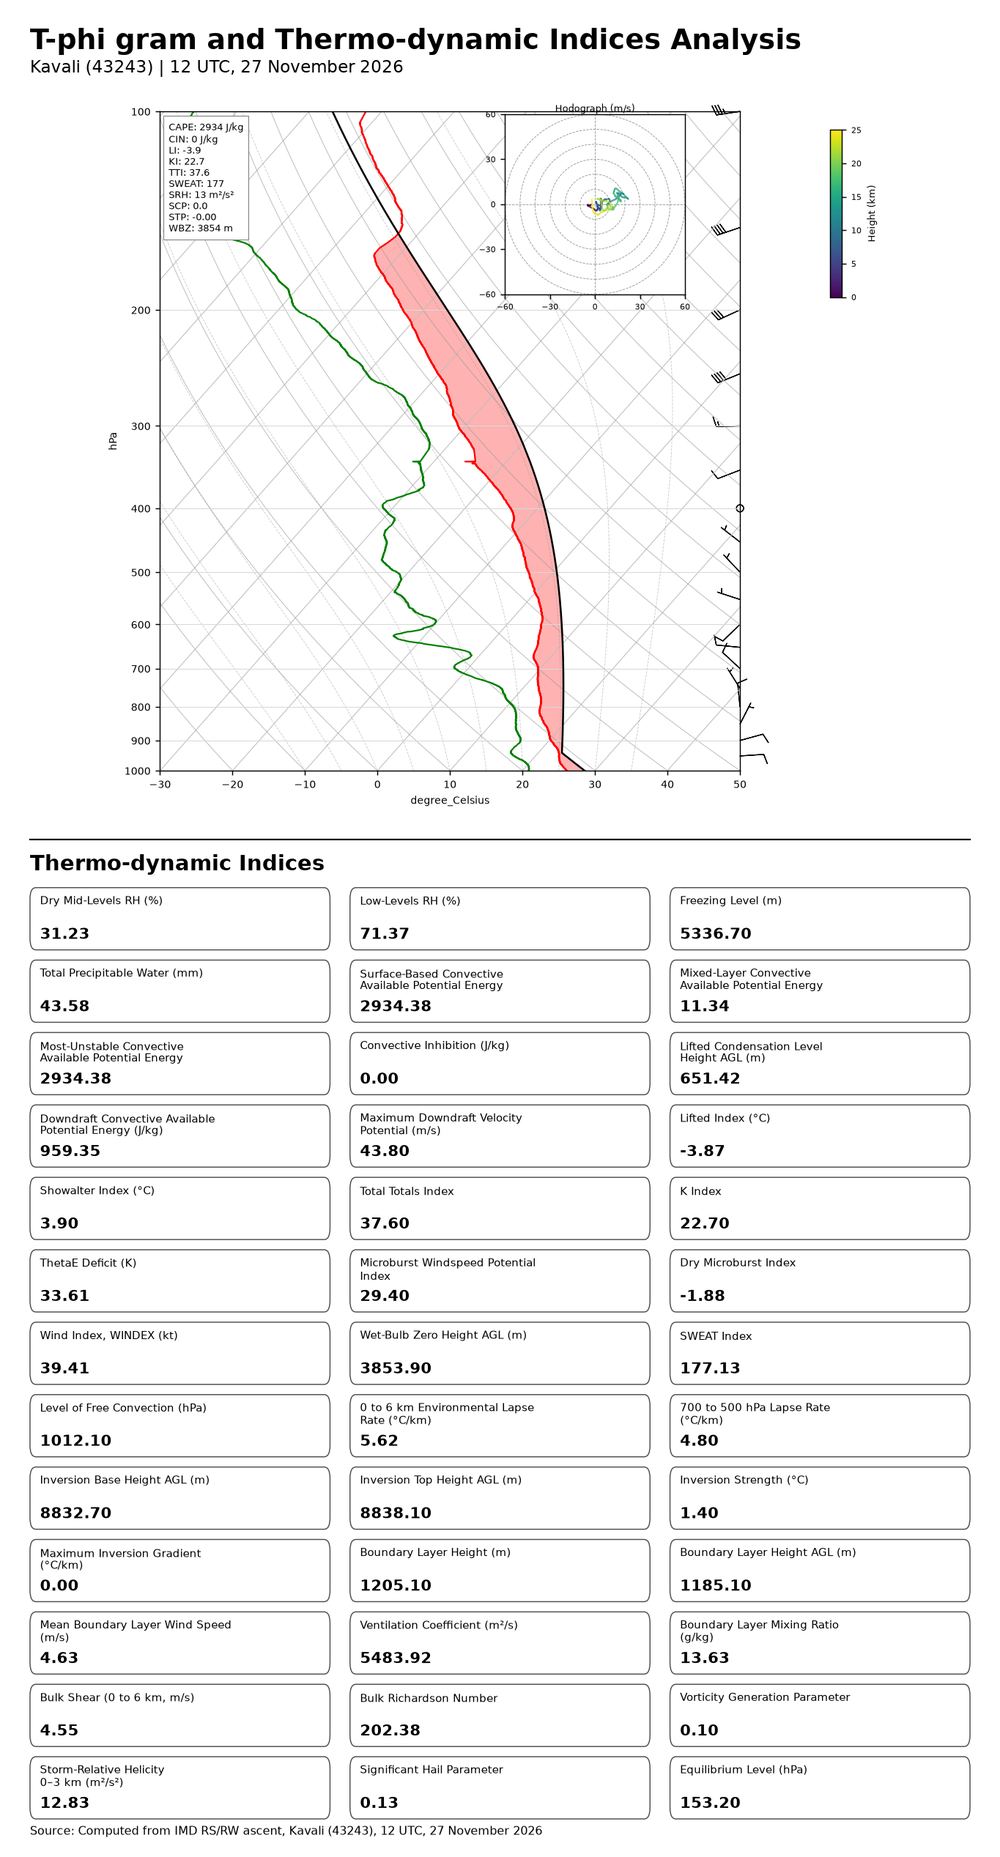 T-phi gram and Thermo-dynamic Indices Analysis
Kavali (43243) | 12 UTC, 27 November 2026
Hodograph (m/s)
CAPE: 2934 J/kg
CIN: 0 J/kg
LI: -3.9
KI: 22.7
TTI: 37.6
SWEAT: 177
SRH: 13 m²/s²
SCP: 0.0
STP: -0.00
WBZ: 3854 m
60
30
0
−30
−60
−60 −30 0 30 60
25
20
15
10
5
0
Height (km)
100
200
300
400
500
600
700
800
900
1000
hPa
−30 −20 −10 0 10 20 30 40 50
degree_Celsius
Thermo-dynamic Indices
Dry Mid-Levels RH (%)
31.23
Low-Levels RH (%)
71.37
Freezing Level (m)
5336.70
Total Precipitable Water (mm)
43.58
Surface-Based Convective
Available Potential Energy
2934.38
Mixed-Layer Convective
Available Potential Energy
11.34
Most-Unstable Convective
Available Potential Energy
2934.38
Convective Inhibition (J/kg)
0.00
Lifted Condensation Level
Height AGL (m)
651.42
Downdraft Convective Available
Potential Energy (J/kg)
959.35
Maximum Downdraft Velocity
Potential (m/s)
43.80
Lifted Index (°C)
-3.87
Showalter Index (°C)
3.90
Total Totals Index
37.60
K Index
22.70
ThetaE Deficit (K)
33.61
Microburst Windspeed Potential
Index
29.40
Dry Microburst Index
-1.88
Wind Index, WINDEX (kt)
39.41
Wet-Bulb Zero Height AGL (m)
3853.90
SWEAT Index
177.13
Level of Free Convection (hPa)
1012.10
0 to 6 km Environmental Lapse
Rate (°C/km)
5.62
700 to 500 hPa Lapse Rate
(°C/km)
4.80
Inversion Base Height AGL (m)
8832.70
Inversion Top Height AGL (m)
8838.10
Inversion Strength (°C)
1.40
Maximum Inversion Gradient
(°C/km)
0.00
Boundary Layer Height (m)
1205.10
Boundary Layer Height AGL (m)
1185.10
Mean Boundary Layer Wind Speed
(m/s)
4.63
Ventilation Coefficient (m²/s)
5483.92
Boundary Layer Mixing Ratio
(g/kg)
13.63
Bulk Shear (0 to 6 km, m/s)
4.55
Bulk Richardson Number
202.38
Vorticity Generation Parameter
0.10
Storm-Relative Helicity
0–3 km (m²/s²)
12.83
Significant Hail Parameter
0.13
Equilibrium Level (hPa)
153.20
Source: Computed from IMD RS/RW ascent, Kavali (43243), 12 UTC, 27 November 2026